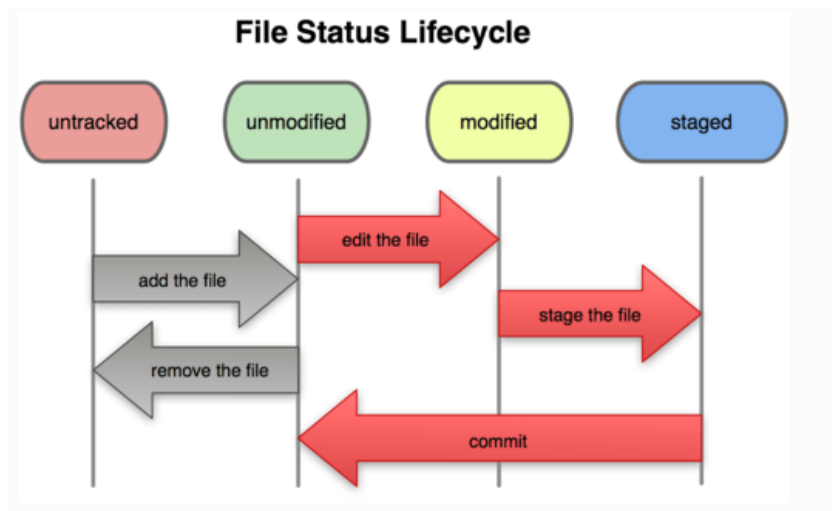 File Status Lifecycle
untracked
unmodified
modified
staged
edit the file
add the file
stage the file
remove the file
commit